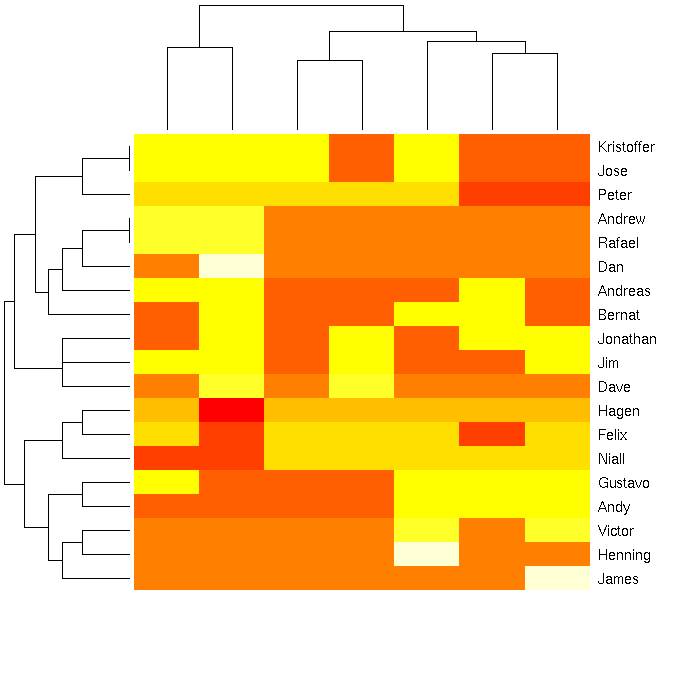 Kristoffer
Jose
Peter
Andrew
Rafael
Dan
Andreas
Bernat
Jonathan
Jim
Dave
Hagen
Felix
Niall
Gustavo
Andy
Victor
Henning
James